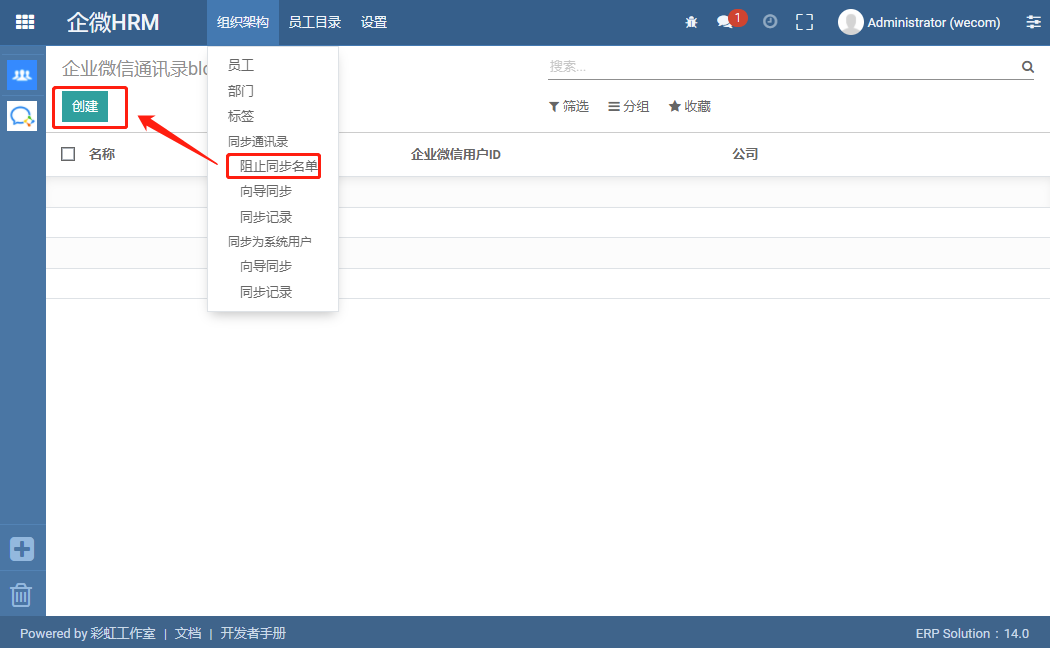 企微HRM 组织架构 员工目录 设置 1 Administrator (wecom)
企业微信通讯录blo
搜索...
创建
筛选 分组 收藏
名称 企业微信用户ID 公司
员工
部门
标签
同步通讯录
阻止同步名单
向导同步
同步记录
同步为系统用户
向导同步
同步记录
Powered by 彩虹工作室 | 文档 | 开发者手册 ERP Solution：14.0